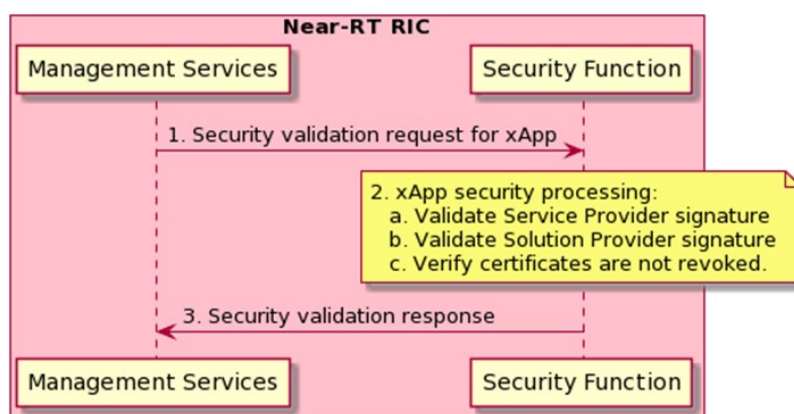 Near-RT RIC
Management Services
Security Function
1. Security validation request for xApp
2. xApp security processing:
a. Validate Service Provider signature
b. Validate Solution Provider signature
c. Verify certificates are not revoked.
3. Security validation response
Management Services
Security Function